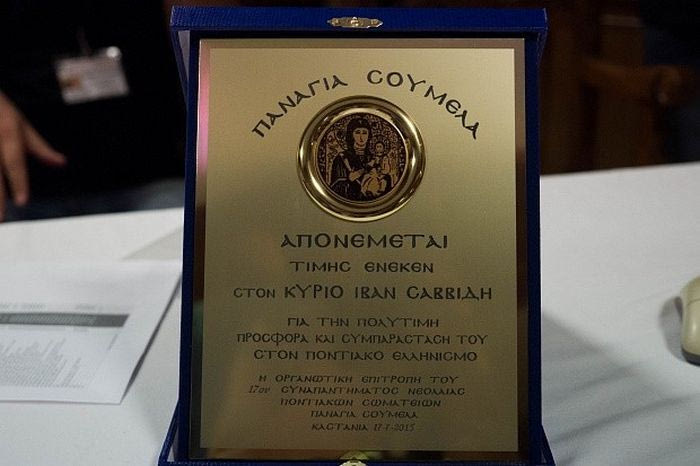 ΠΑΝΑΓΙΑ ΣΟΥΜΕΛΑ
ΑΠΟΝΕΜΕΤΑΙ
ΤΙΜΗΣ ΕΝΕΚΕΝ
ΣΤΟΝ ΚΥΡΙΟ ΙΒΑΝ ΣΑΒΒΙΔΗ
ΓΙΑ ΤΗΝ ΠΟΛΥΤΙΜΗ
ΠΡΟΣΦΟΡΑ ΚΑΙ ΣΥΜΠΑΡΑΣΤΑΣΗ ΤΟΥ
ΣΤΟΝ ΠΟΝΤΙΑΚΟ ΕΛΛΗΝΙΣΜΟ
Η ΟΡΓΑΝΩΤΙΚΗ ΕΠΙΤΡΟΠΗ ΤΟΥ
17ου ΣΥΝΑΠΑΝΤΗΜΑΤΟΣ ΝΕΟΛΑΙΑΣ
ΠΟΝΤΙΑΚΩΝ ΣΩΜΑΤΕΙΩΝ
ΠΑΝΑΓΙΑ ΣΟΥΜΕΛΑ
ΚΑΣΤΑΝΙΑ 17-7-2015